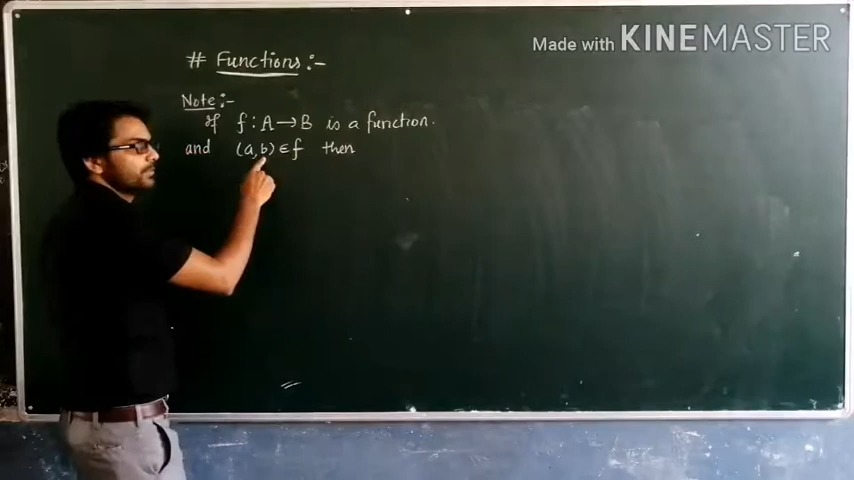 Made with KINEMASTER
# Functions :-
Note :-
If f : A → B is a function.
and (a,b) ∈ f then